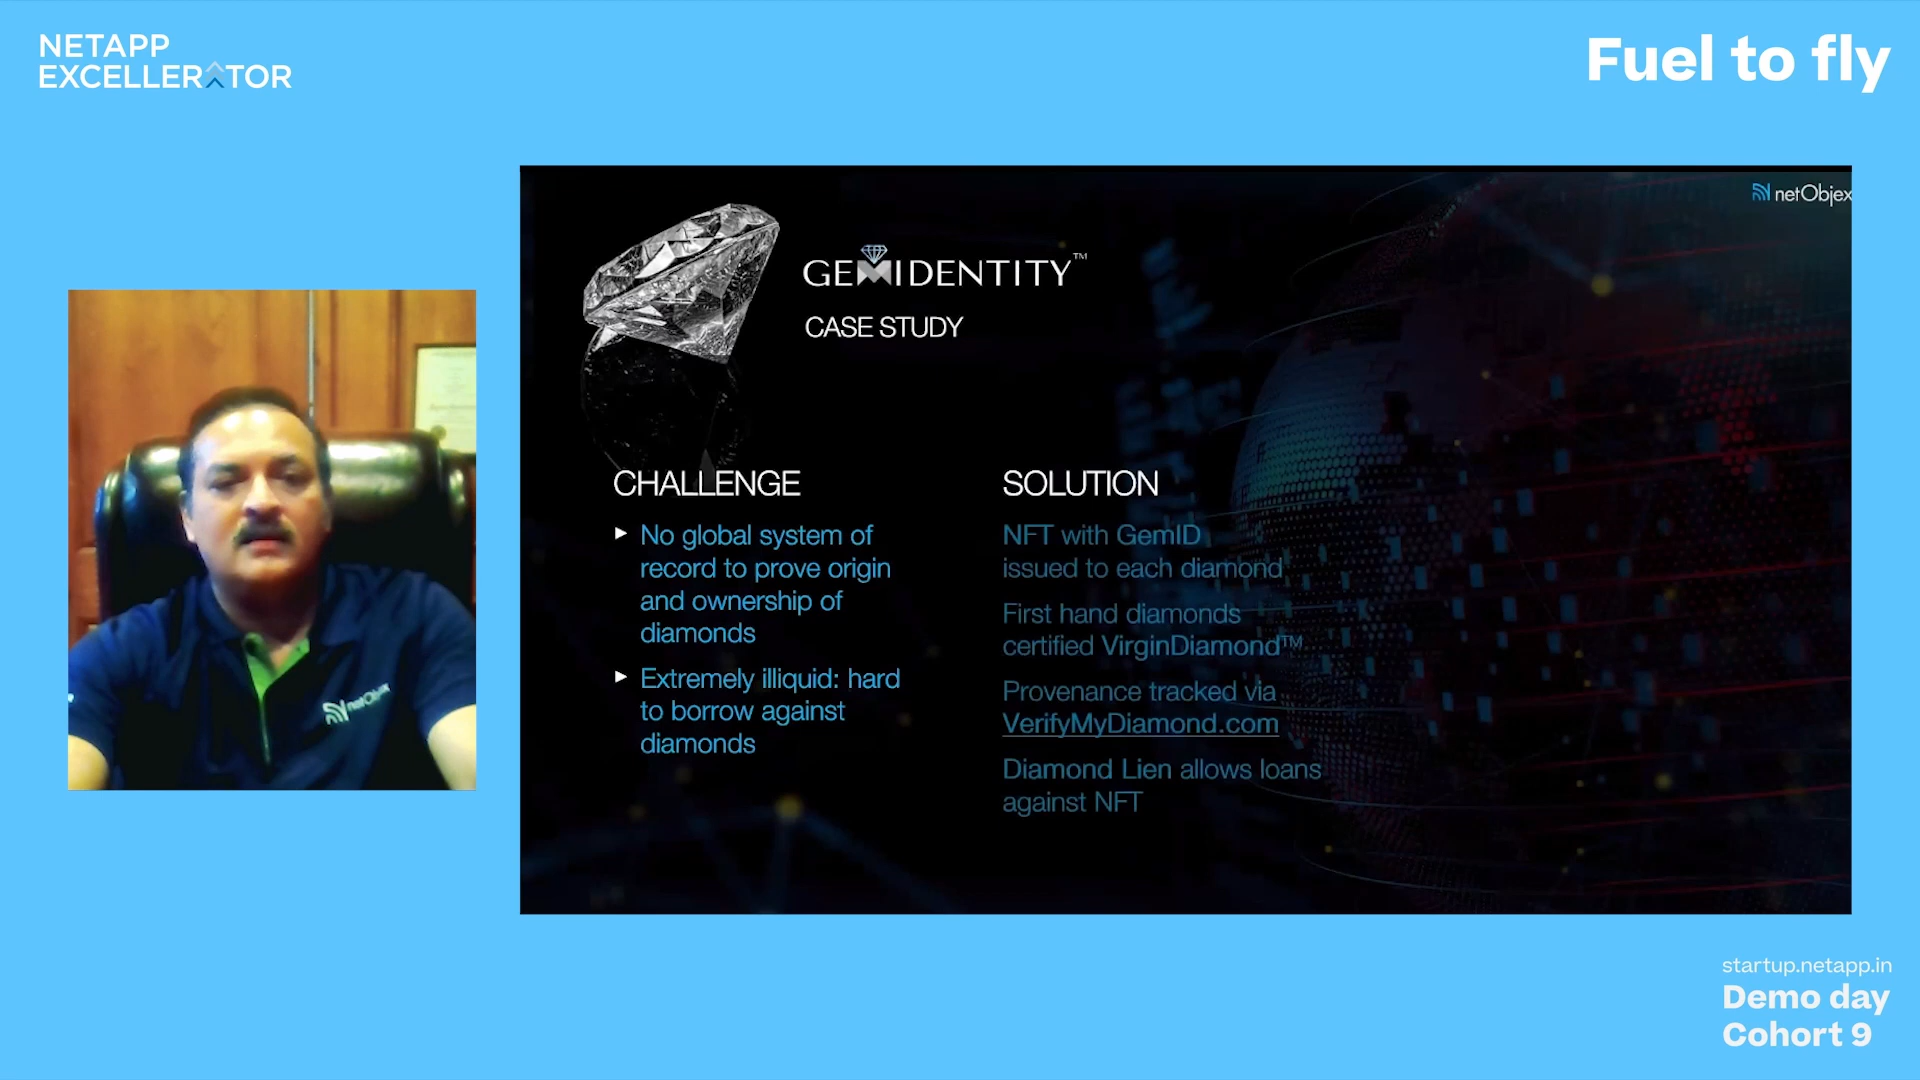 NETAPP
EXCELLERATOR
Fuel to fly
netObjex
GEMIDENTITY™
CASE STUDY
CHALLENGE
► No global system of
record to prove origin
and ownership of
diamonds
► Extremely illiquid: hard
to borrow against
diamonds
SOLUTION
NFT with GemID
issued to each diamond
First hand diamonds
certified VirginDiamond™
Provenance tracked via
VerifyMyDiamond.com
Diamond Lien allows loans
against NFT
netObjex
startup.netapp.in
Demo day
Cohort 9